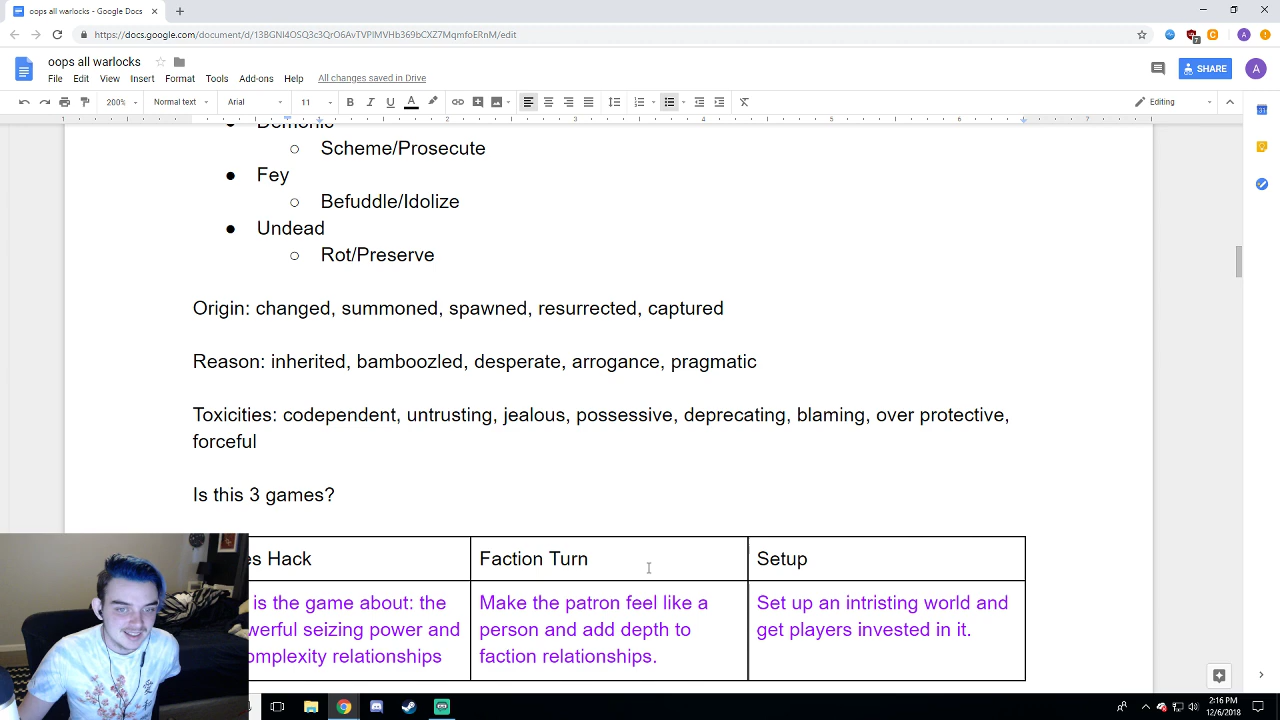 oops all warlocks - Google Docs
https://docs.google.com/document/d/138GNl4OSQ3c3QrO6AvTVPlMVHb369bCXZ7MqmfoERnM/edit
oops all warlocks
File Edit View Insert Format Tools Add-ons Help All changes saved in Drive
SHARE
A
200% Normal text Arial 11 Editing
Demonic
Scheme/Prosecute
Fey
Befuddle/Idolize
Undead
Rot/Preserve
Origin: changed, summoned, spawned, resurrected, captured
Reason: inherited, bamboozled, desperate, arrogance, pragmatic
Toxicities: codependent, untrusting, jealous, possessive, deprecating, blaming, over protective,
forceful
Is this 3 games?
es Hack
is the game about: the
werful seizing power and
omplexity relationships
Faction Turn
Make the patron feel like a
person and add depth to
faction relationships.
Setup
Set up an intristing world and
get players invested in it.
2:16 PM
12/6/2018